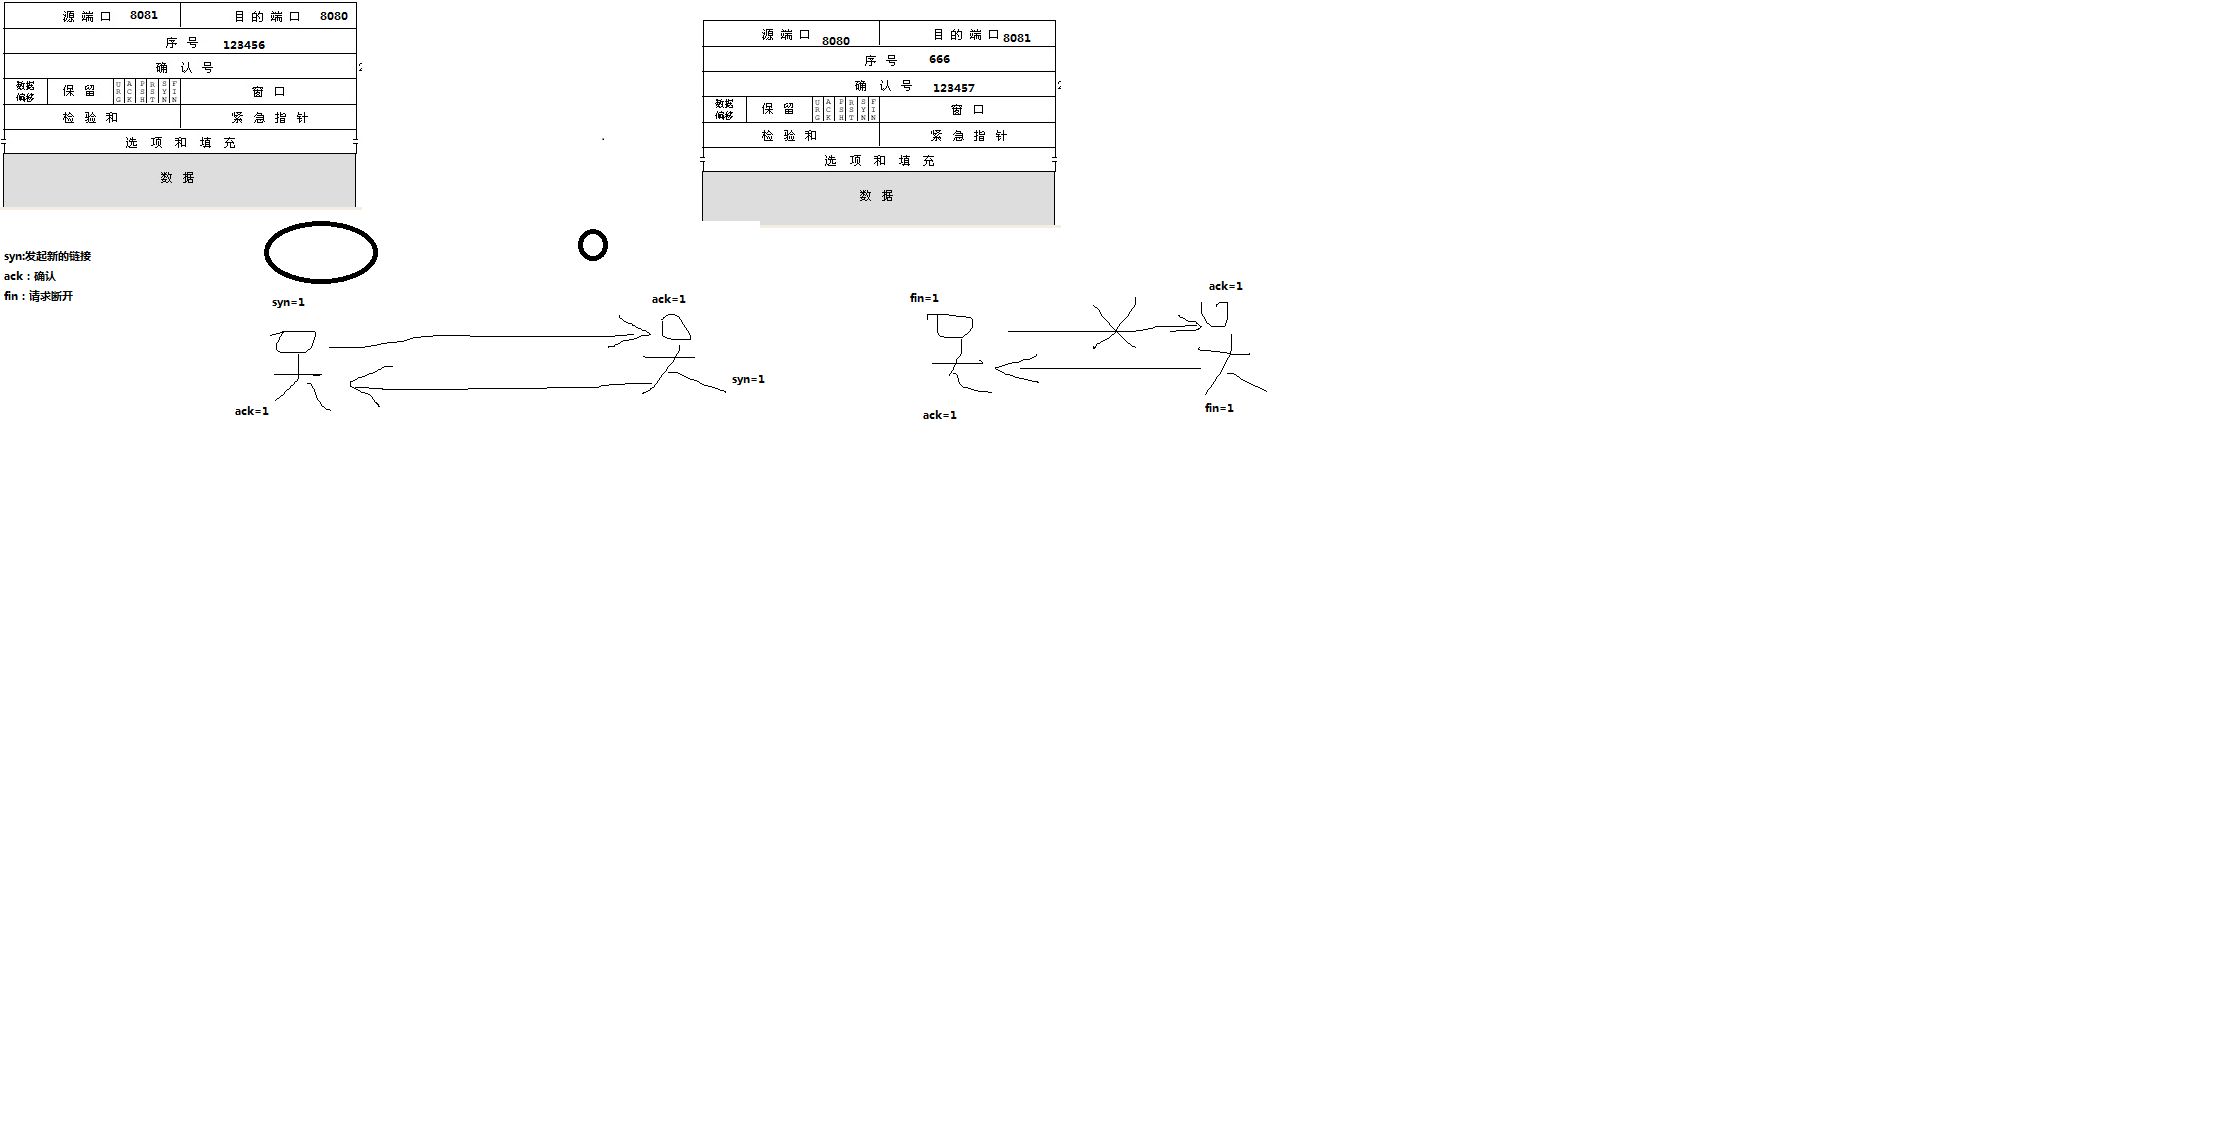 源端口 8081 目的端口 8080
序号 123456
确认号
数据偏移 保留 URG ACK PSH RST SYN FIN 窗口
检验和 紧急指针
选项和填充
数据
源端口 8080 目的端口 8081
序号 666
确认号 123457
数据偏移 保留 URG ACK PSH RST SYN FIN 窗口
检验和 紧急指针
选项和填充
数据
syn:发起新的链接
ack：确认
fin：请求断开
syn=1
ack=1
syn=1
ack=1
fin=1
ack=1
ack=1
fin=1